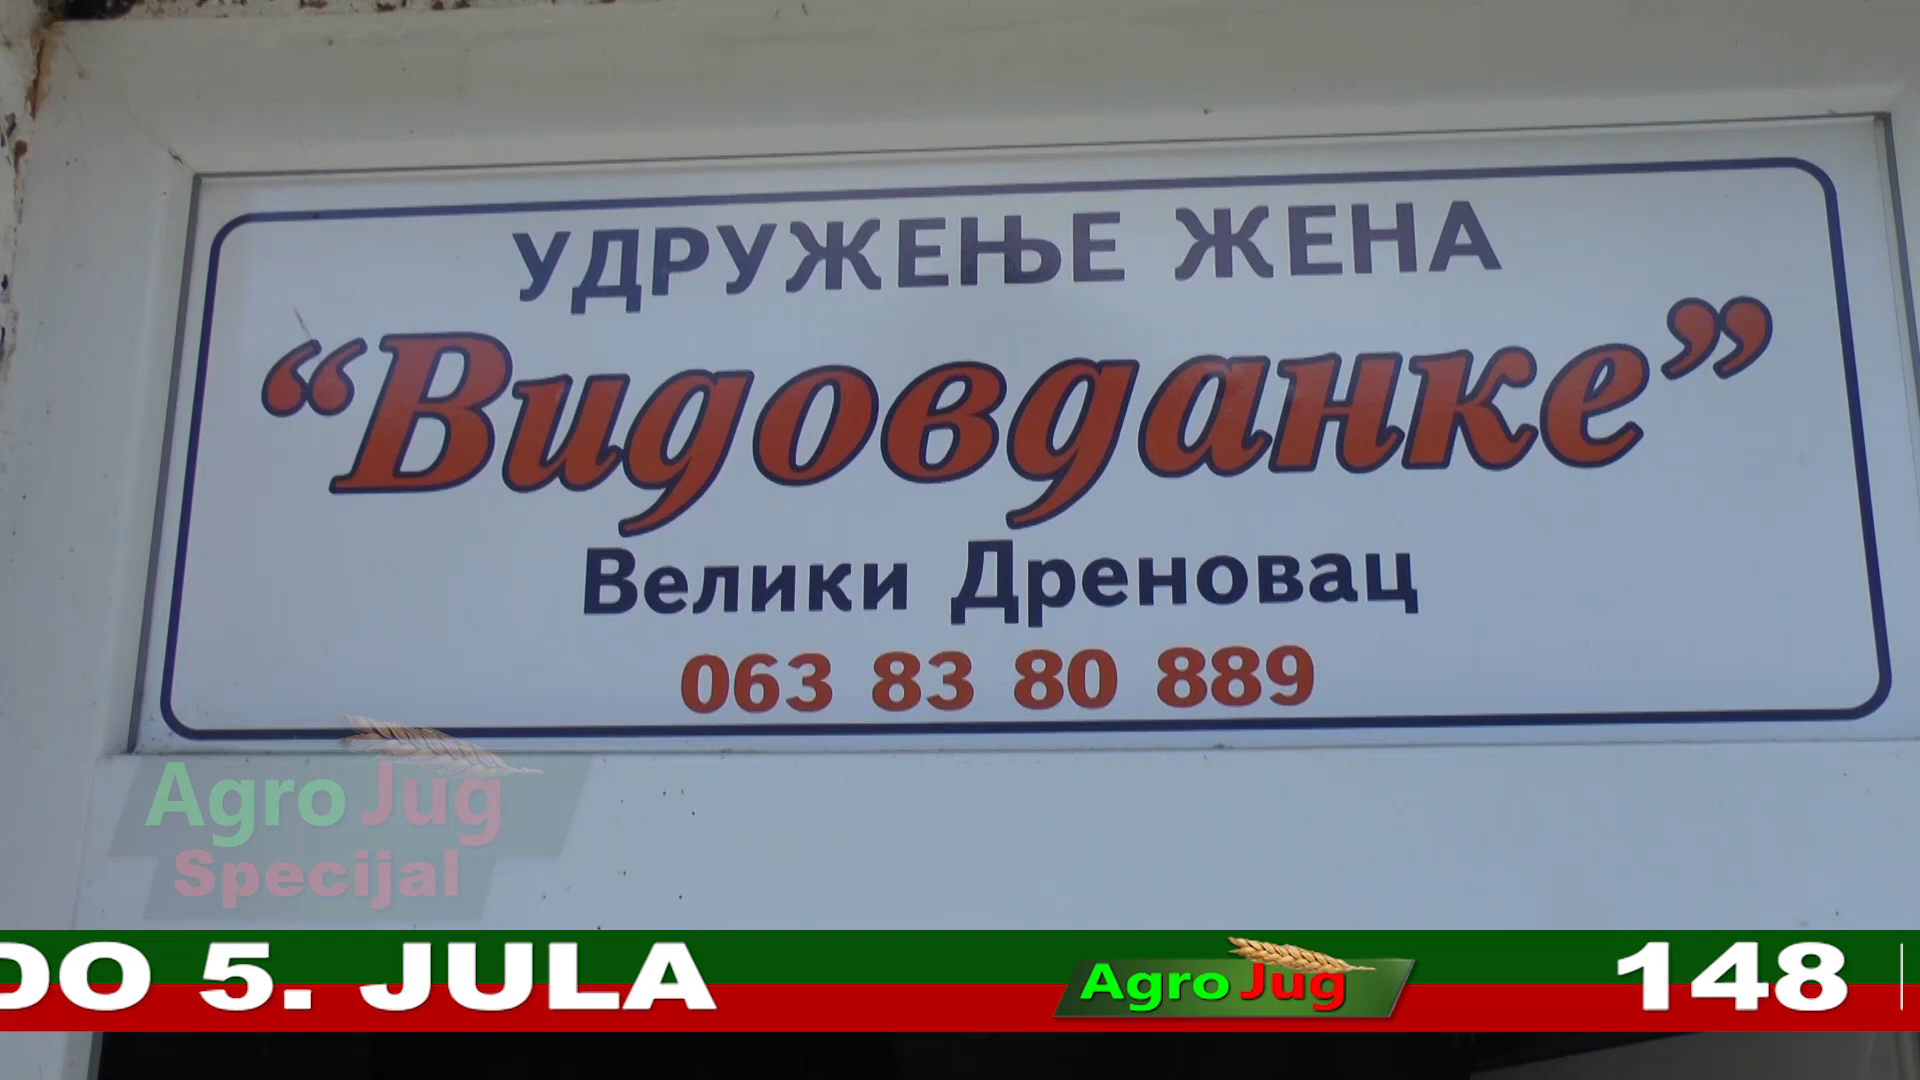 УДРУЖЕЊЕ ЖЕНА
“Видовданке”
Велики Дреновац
063 83 80 889
Agro Jug
Specijal
DO 5. JULA
Agro Jug
148